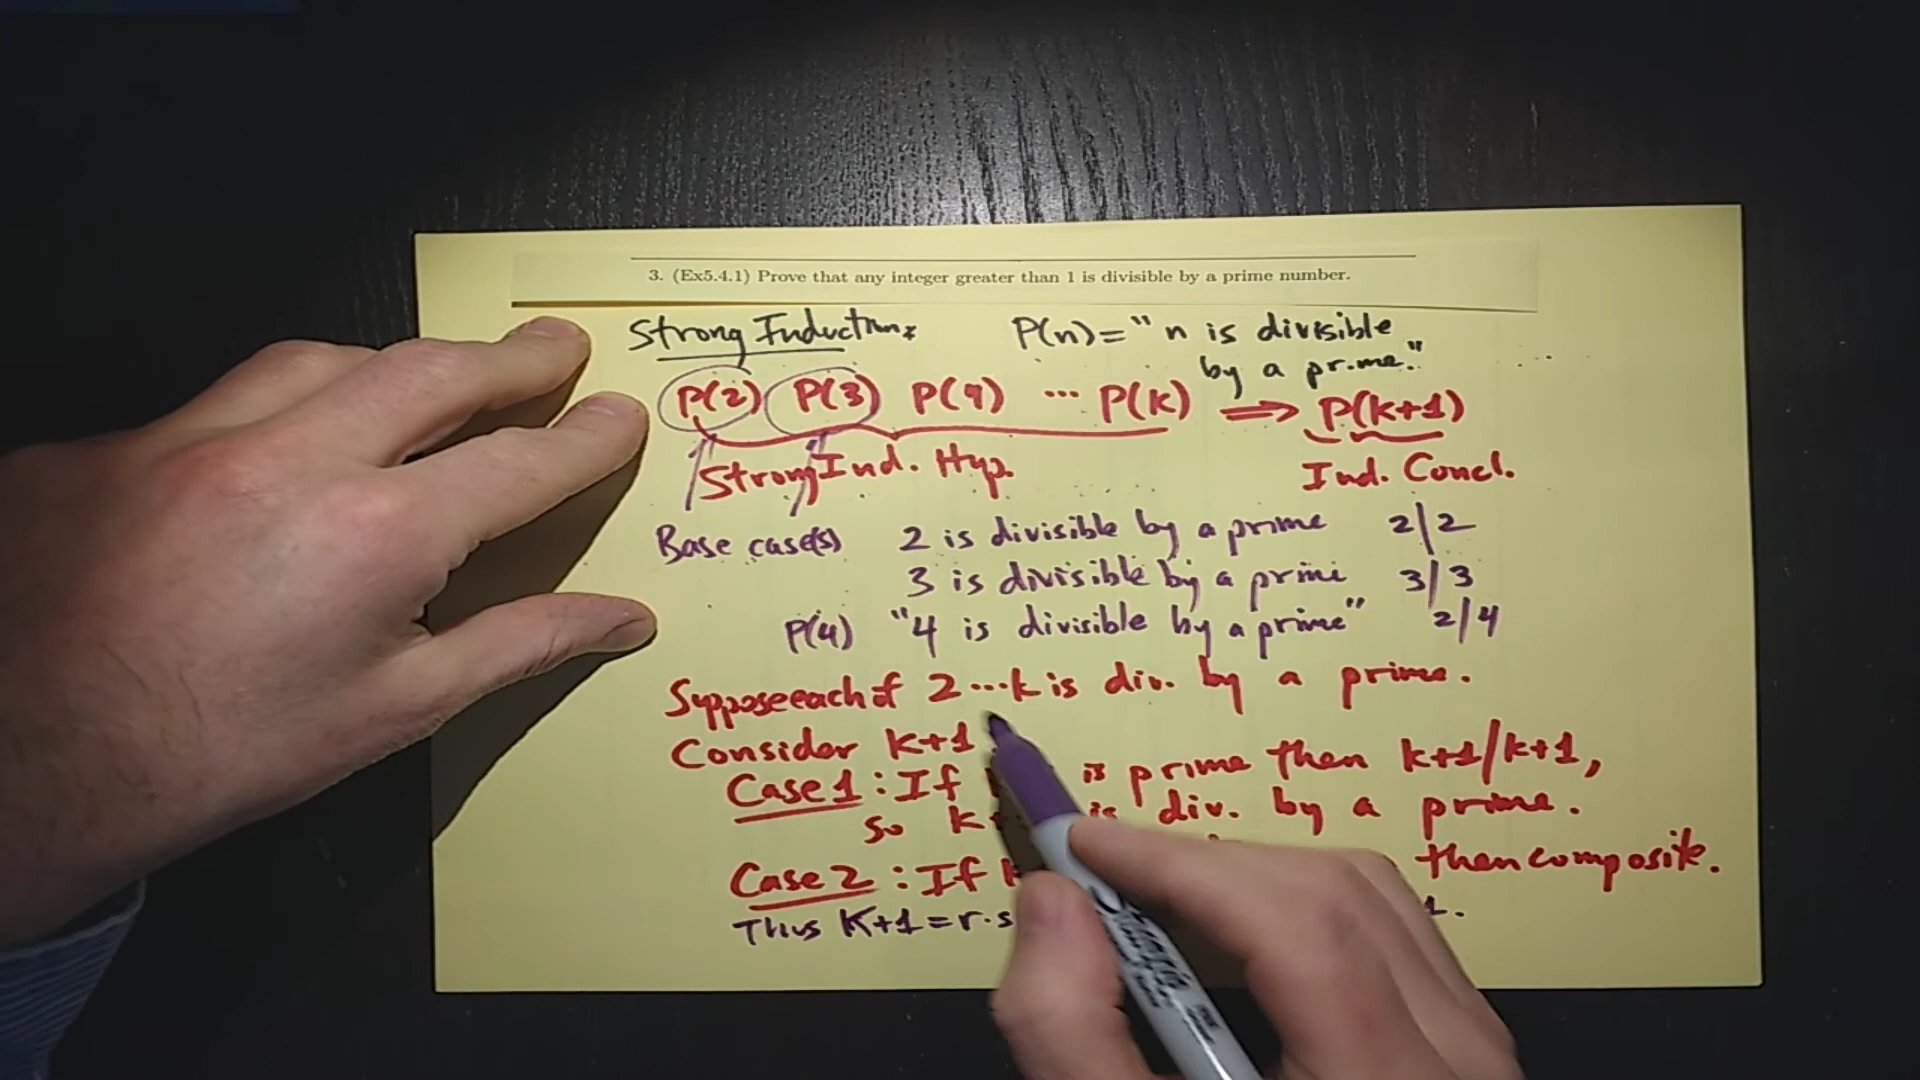 3. (Ex5.4.1) Prove that any integer greater than 1 is divisible by a prime number.
Strong Induction: P(n)="n is divisible
by a prime."
P(2) P(3) P(4) ... P(k) ⟹ P(k+1)
Strong Ind. Hyp. Ind. Concl.
Base case(s) 2 is divisible by a prime 2|2
3 is divisible by a prime 3|3
P(4) "4 is divisible by a prime" 2|4
Suppose each of 2...k is div. by a prime.
Consider k+1
Case 1: If is prime then k+1/k+1,
so k is div. by a prime.
Case 2: If then composite.
Thus K+1=r.s 1.